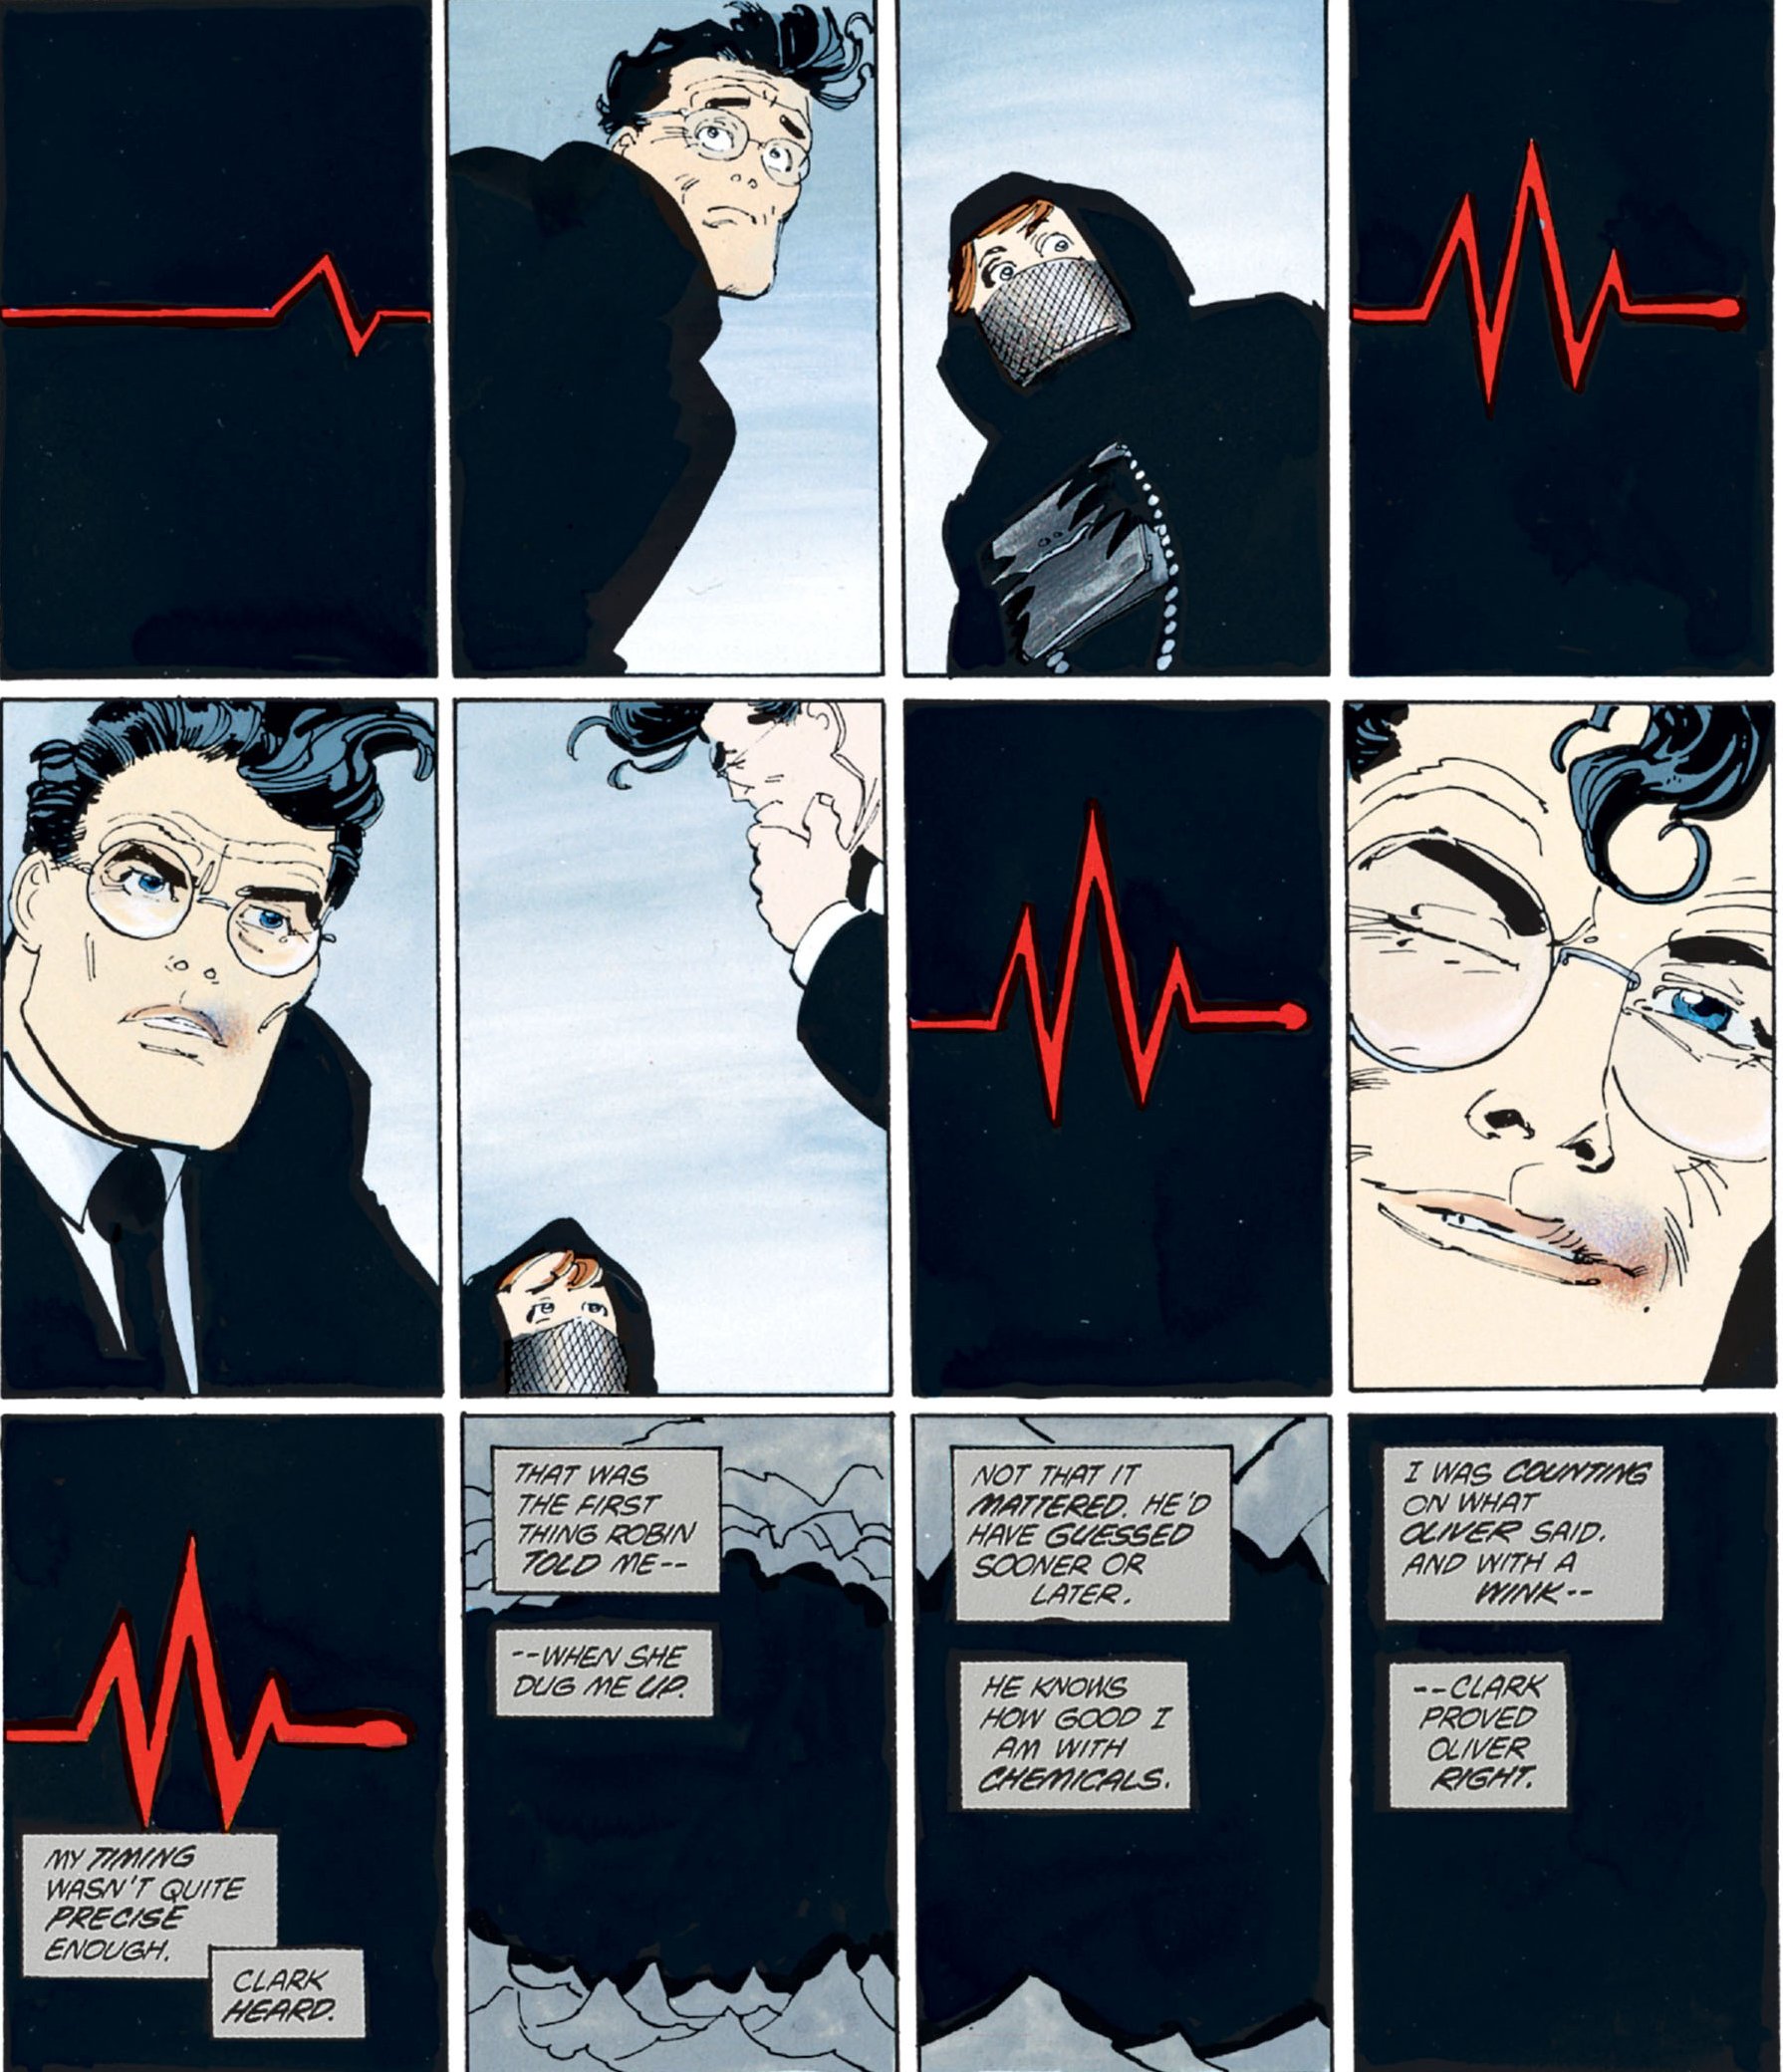 MY TIMING
WASN'T QUITE
PRECISE
ENOUGH.
CLARK
HEARD.
THAT WAS
THE FIRST
THING ROBIN
TOLD ME--
--WHEN SHE
DUG ME UP.
NOT THAT IT
MATTERED. HE'D
HAVE GUESSED
SOONER OR
LATER.
HE KNOWS
HOW GOOD I
AM WITH
CHEMICALS.
I WAS COUNTING
ON WHAT
OLIVER SAID.
AND WITH A
WINK--
--CLARK
PROVED
OLIVER
RIGHT.